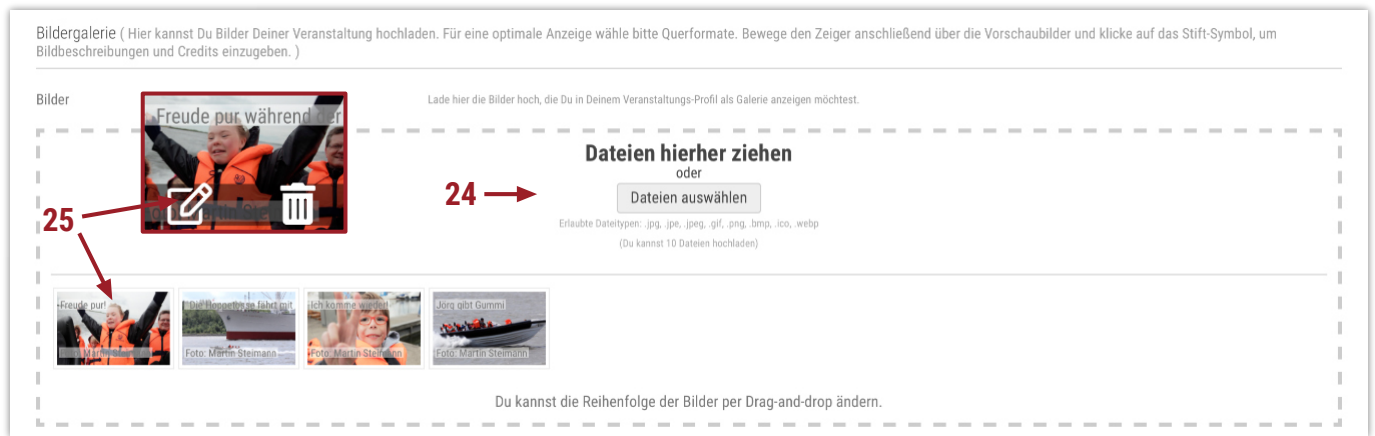 Bildergalerie ( Hier kannst Du Bilder Deiner Veranstaltung hochladen. Für eine optimale Anzeige wähle bitte Querformate. Bewege den Zeiger anschließend über die Vorschaubilder und klicke auf das Stift-Symbol, um
Bildbeschreibungen und Credits einzugeben. )
Bilder
Lade hier die Bilder hoch, die Du in Deinem Veranstaltungs-Profil als Galerie anzeigen möchtest.
Freude pur während der
Dateien hierher ziehen
oder
24
Dateien auswählen
25
Erlaubte Dateitypen: .jpg, .jpe, .jpeg, .gif, .png, .bmp, .ico, .webp
(Du kannst 10 Dateien hochladen)
Freude pur!
fährt mit
Ich komme wieder!
Jörg gibt Gummi
Foto: Martin Steimann
Foto: Martin Steimann
Foto: Martin Steimann
Foto: Martin Steimann
Du kannst die Reihenfolge der Bilder per Drag-and-drop ändern.